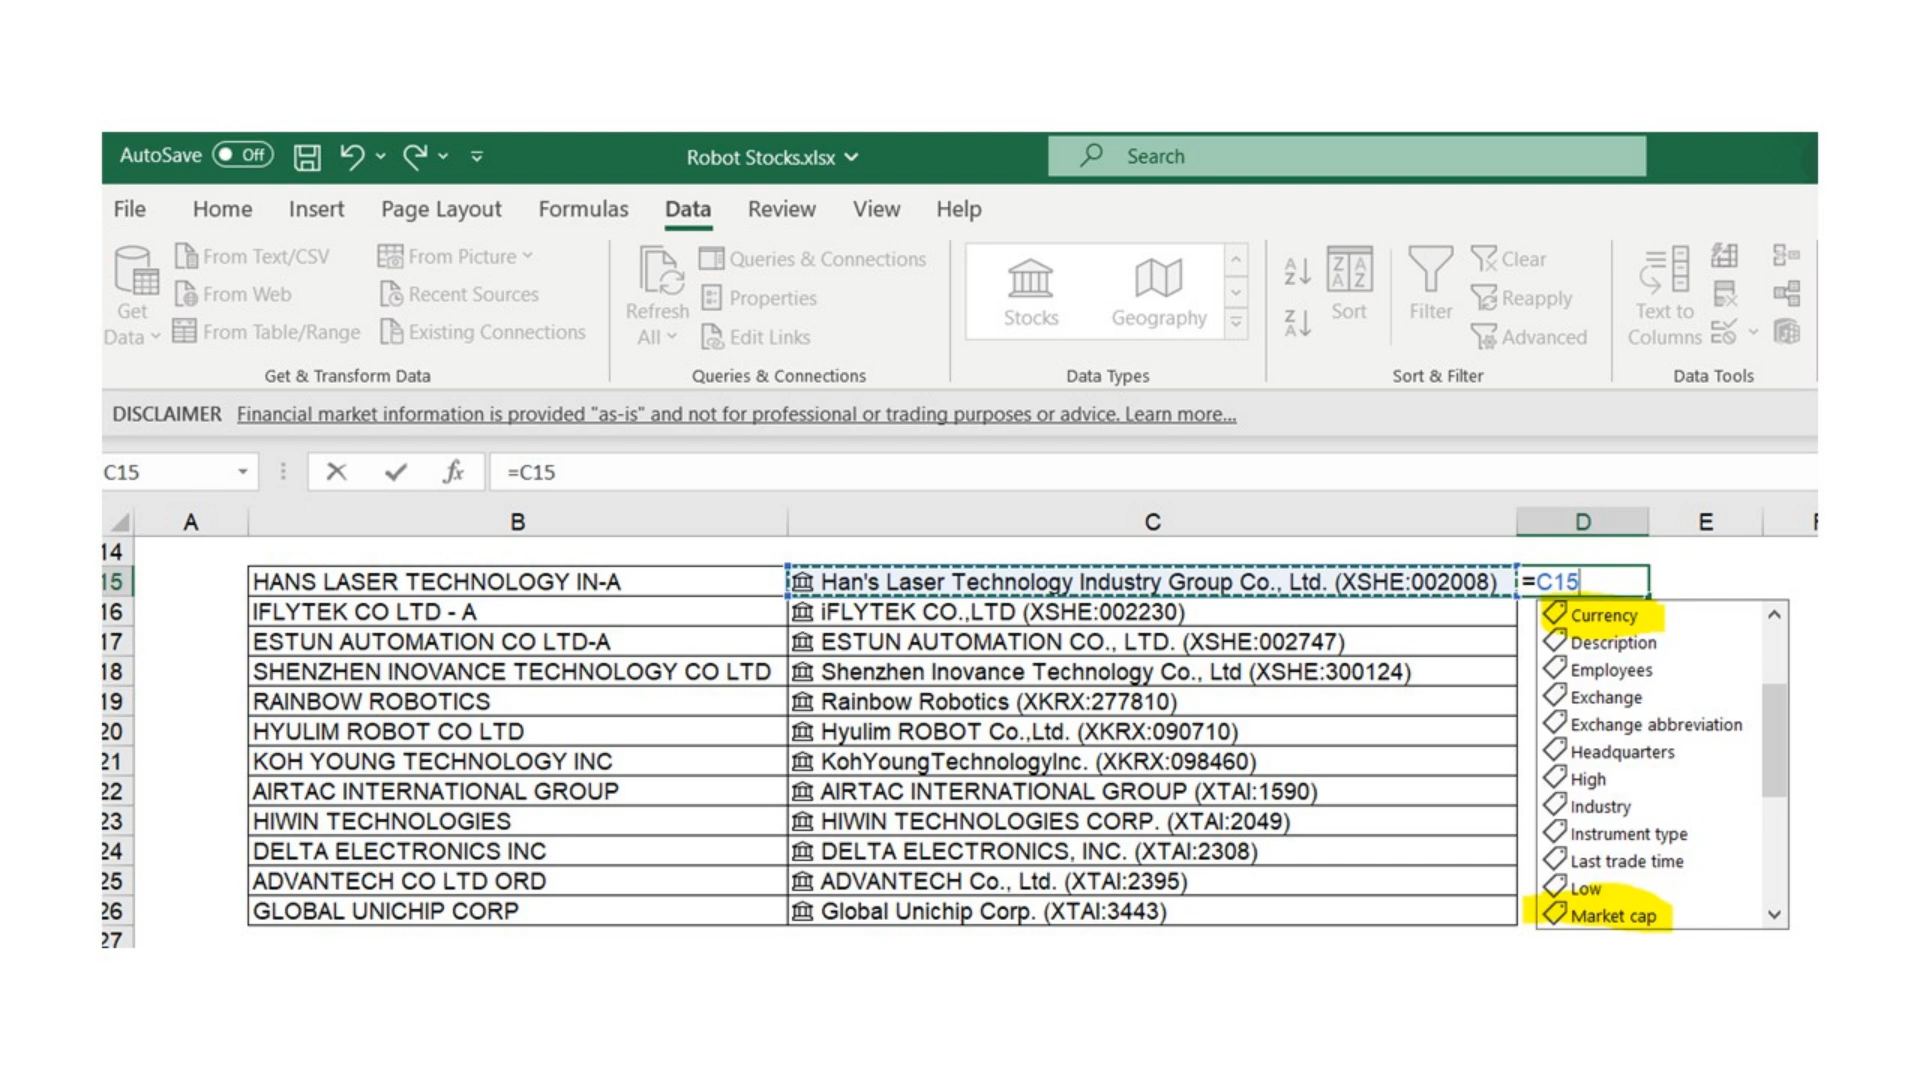 AutoSave Off Robot Stocks.xlsx Search
File Home Insert Page Layout Formulas Data Review View Help
Get Data
From Text/CSV
From Web
From Table/Range
From Picture
Recent Sources
Existing Connections
Get & Transform Data
Refresh All
Queries & Connections
Properties
Edit Links
Queries & Connections
Stocks
Geography
Data Types
Sort
Filter
Clear
Reapply
Advanced
Sort & Filter
Text to Columns
Data Tools
DISCLAIMER Financial market information is provided "as-is" and not for professional or trading purposes or advice. Learn more...
C15 fx =C15
A B C D E F
14
15 HANS LASER TECHNOLOGY IN-A Han's Laser Technology Industry Group Co., Ltd. (XSHE:002008) =C15
16 IFLYTEK CO LTD - A iFLYTEK CO.,LTD (XSHE:002230)
17 ESTUN AUTOMATION CO LTD-A ESTUN AUTOMATION CO., LTD. (XSHE:002747)
18 SHENZHEN INOVANCE TECHNOLOGY CO LTD Shenzhen Inovance Technology Co., Ltd (XSHE:300124)
19 RAINBOW ROBOTICS Rainbow Robotics (XKRX:277810)
20 HYULIM ROBOT CO LTD Hyulim ROBOT Co.,Ltd. (XKRX:090710)
21 KOH YOUNG TECHNOLOGY INC KohYoungTechnologyInc. (XKRX:098460)
22 AIRTAC INTERNATIONAL GROUP AIRTAC INTERNATIONAL GROUP (XTAI:1590)
23 HIWIN TECHNOLOGIES HIWIN TECHNOLOGIES CORP. (XTAI:2049)
24 DELTA ELECTRONICS INC DELTA ELECTRONICS, INC. (XTAI:2308)
25 ADVANTECH CO LTD ORD ADVANTECH Co., Ltd. (XTAI:2395)
26 GLOBAL UNICHIP CORP Global Unichip Corp. (XTAI:3443)
27
Currency
Description
Employees
Exchange
Exchange abbreviation
Headquarters
High
Industry
Instrument type
Last trade time
Low
Market cap